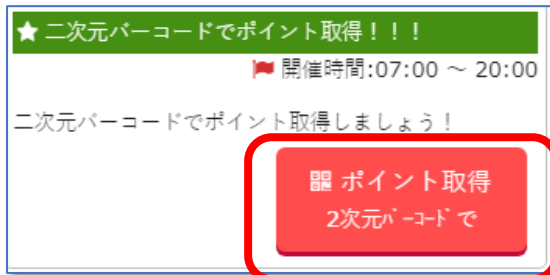 ★ 二次元バーコードでポイント取得！！！
開催時間:07:00 ～ 20:00
二次元バーコードでポイント取得しましょう！
ポイント取得
2次元ﾊﾞｰｺｰﾄﾞで